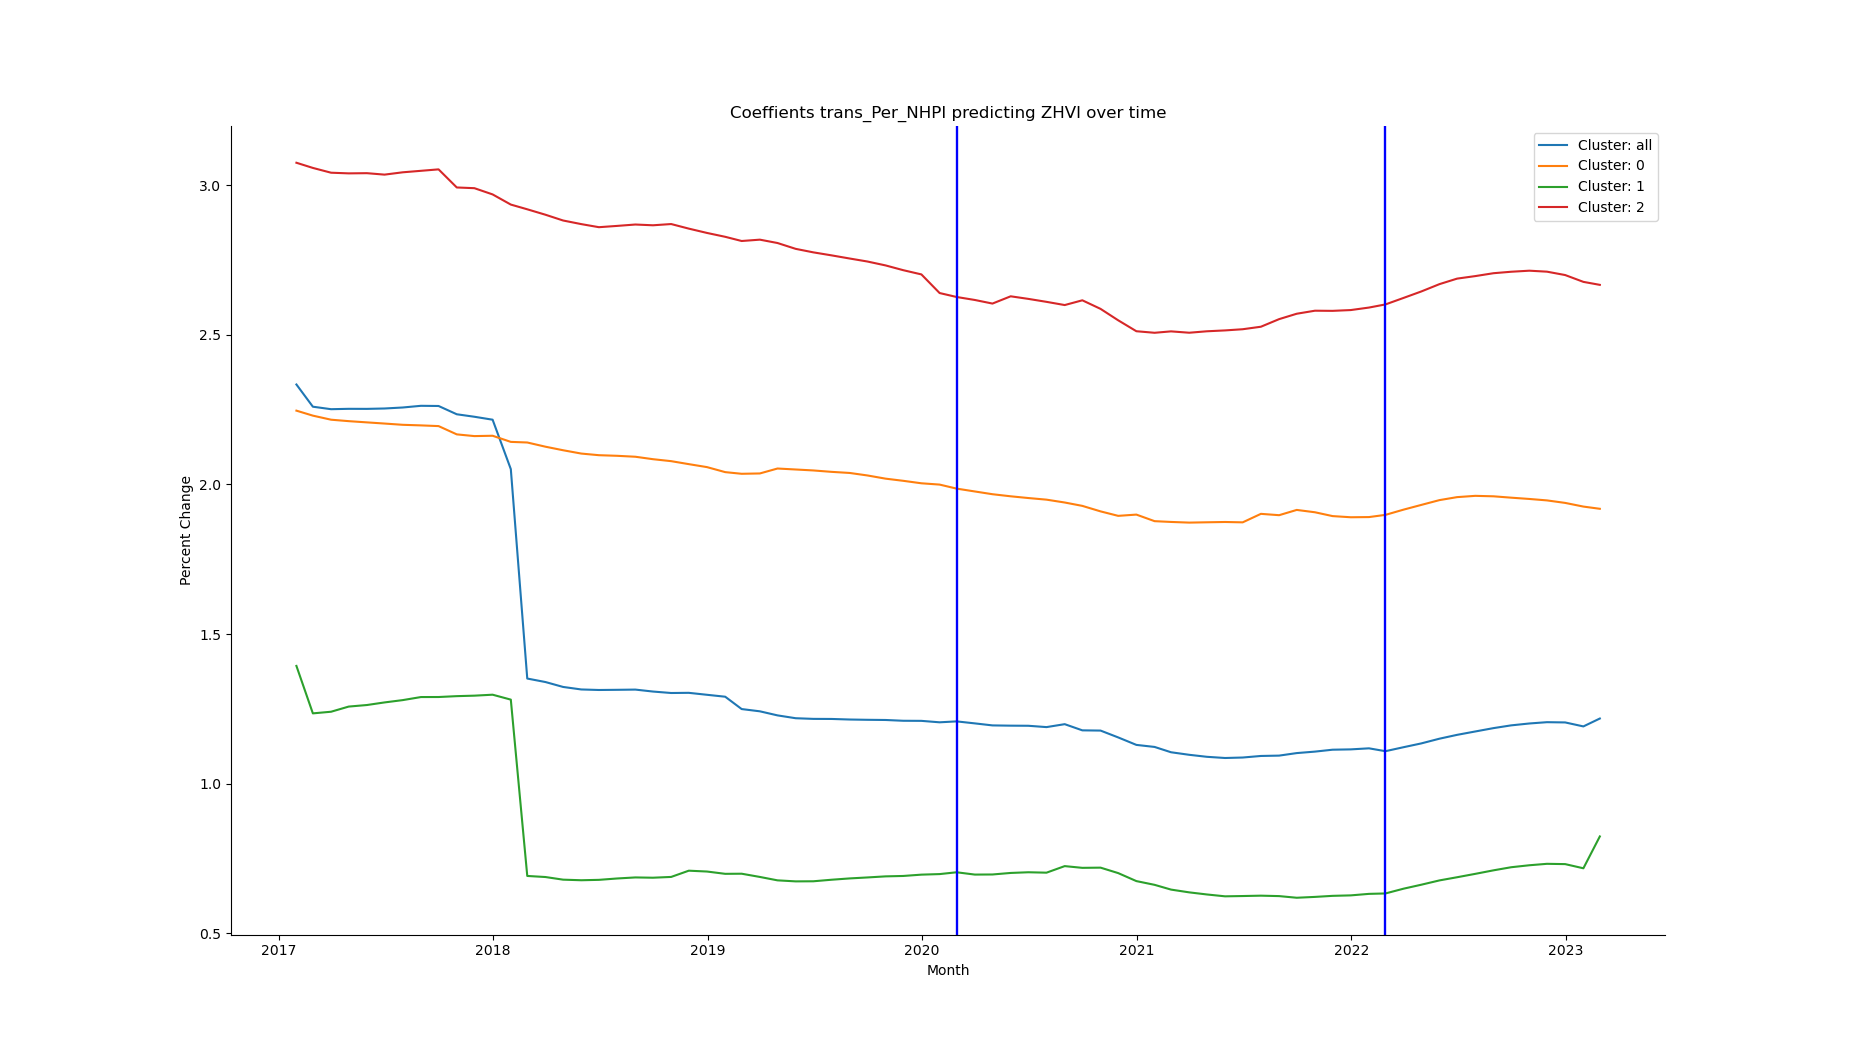 Coeffients trans_Per_NHPI predicting ZHVI over time
Cluster: all
Cluster: 0
Cluster: 1
Cluster: 2
Percent Change
3.0
2.5
2.0
1.5
1.0
0.5
2017 2018 2019 2020 2021 2022 2023
Month